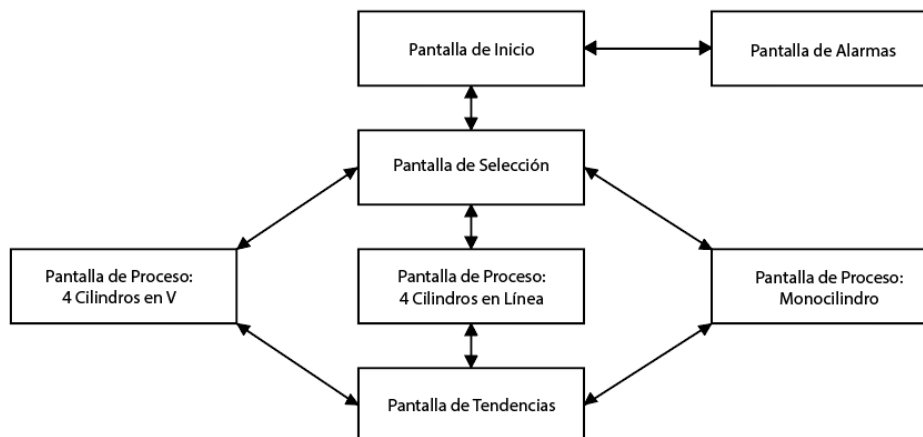 Pantalla de Inicio
Pantalla de Alarmas
Pantalla de Selección
Pantalla de Proceso:
4 Cilindros en V
Pantalla de Proceso:
4 Cilindros en Línea
Pantalla de Proceso:
Monocilindro
Pantalla de Tendencias